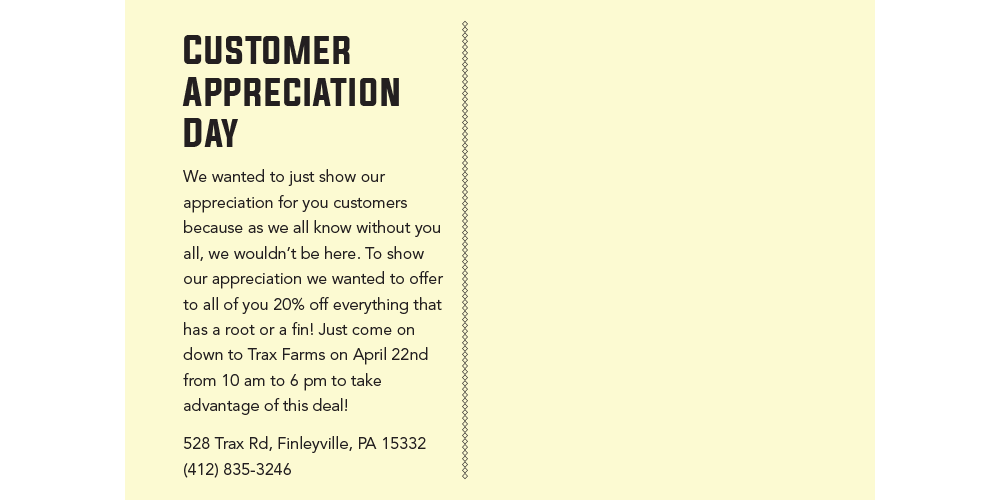 CUSTOMER
APPRECIATION
DAY
We wanted to just show our
appreciation for you customers
because as we all know without you
all, we wouldn’t be here. To show
our appreciation we wanted to offer
to all of you 20% off everything that
has a root or a fin! Just come on
down to Trax Farms on April 22nd
from 10 am to 6 pm to take
advantage of this deal!
528 Trax Rd, Finleyville, PA 15332
(412) 835-3246